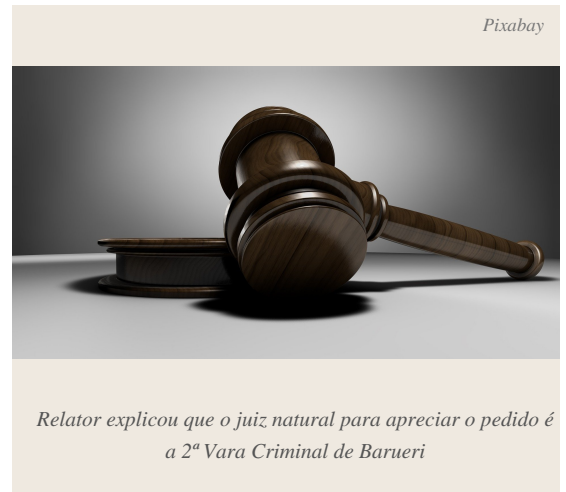 Pixabay
Relator explicou que o juiz natural para apreciar o pedido é
a 2ª Vara Criminal de Barueri